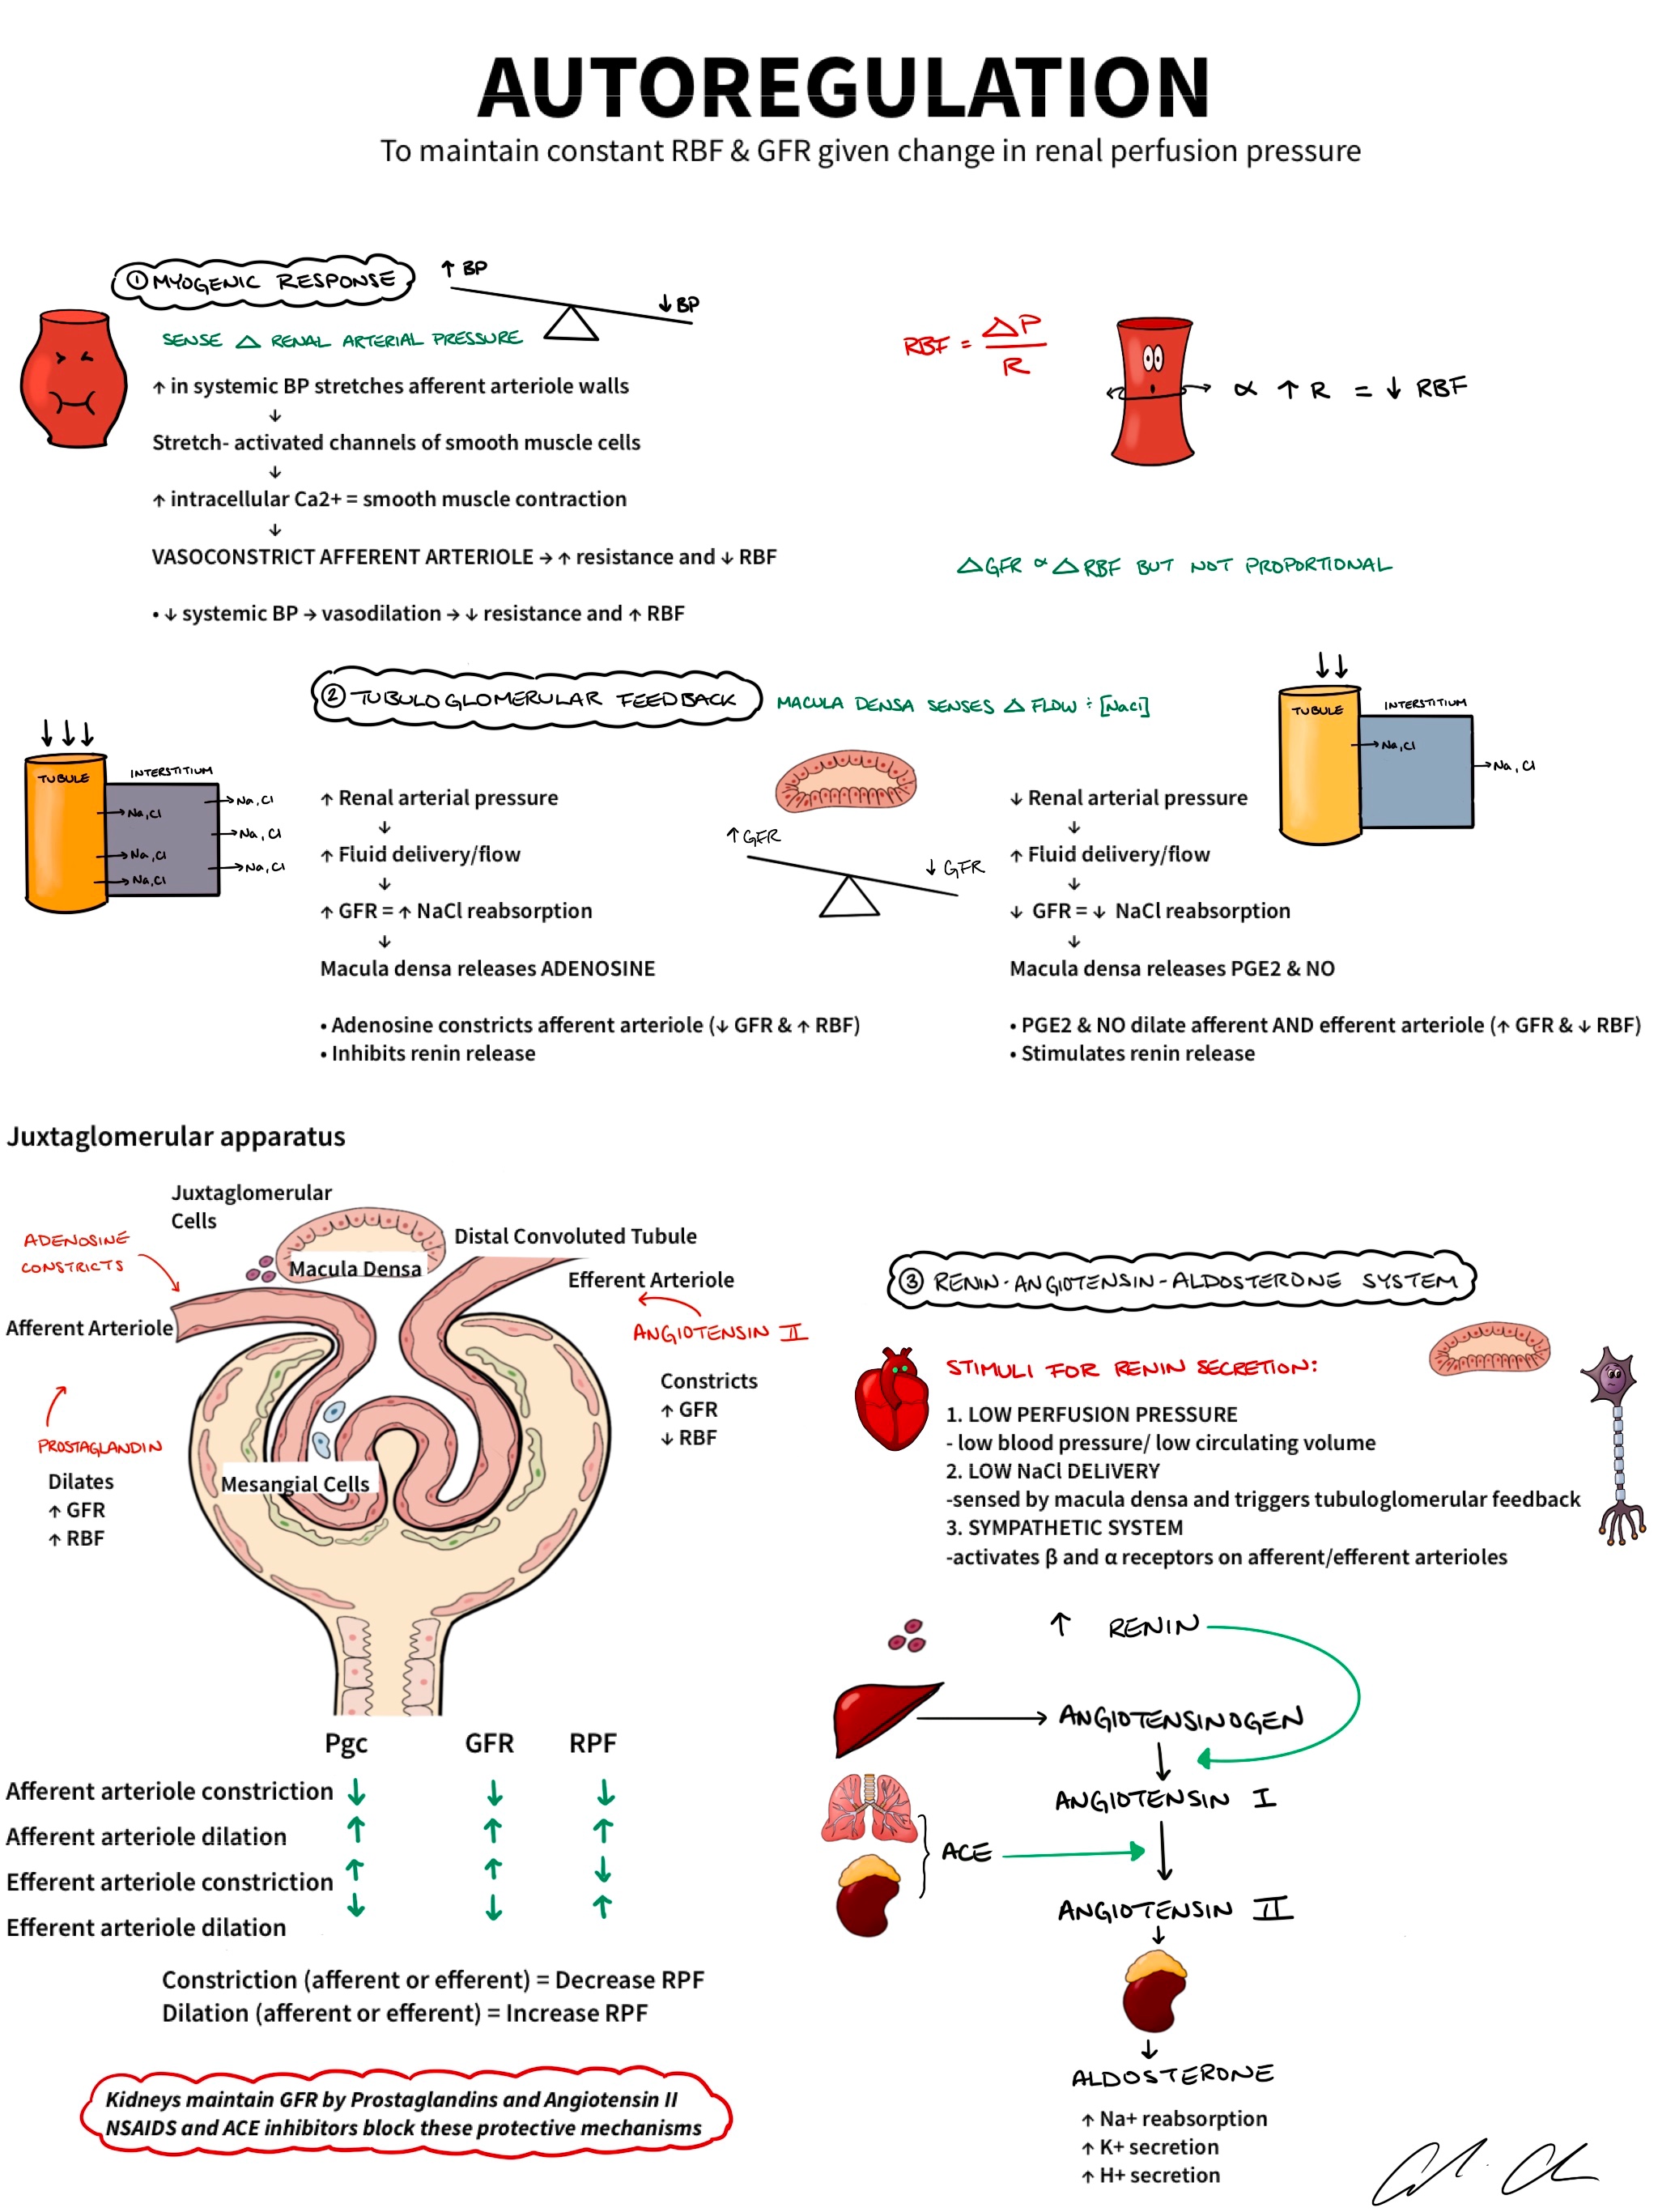 AUTOREGULATION
To maintain constant RBF & GFR given change in renal perfusion pressure
① MYOGENIC RESPONSE
↑ BP
↓ BP
SENSE △ RENAL ARTERIAL PRESSURE
↑ in systemic BP stretches afferent arteriole walls
↓
Stretch- activated channels of smooth muscle cells
↓
↑ intracellular Ca2+ = smooth muscle contraction
↓
VASOCONSTRICT AFFERENT ARTERIOLE → ↑ resistance and ↓ RBF
• ↓ systemic BP → vasodilation → ↓ resistance and ↑ RBF
RBF = △P / R
∝ ↑ R = ↓ RBF
△GFR ∝ △RBF BUT NOT PROPORTIONAL
② TUBULOGLOMERULAR FEEDBACK
MACULA DENSA SENSES △ FLOW ÷ [NaCl]
TUBULE
INTERSTITIUM
Na,Cl
Na,Cl
Na,Cl
Na,Cl
Na,Cl
Na,Cl
↑ Renal arterial pressure
↓
↑ Fluid delivery/flow
↓
↑ GFR = ↑ NaCl reabsorption
↓
Macula densa releases ADENOSINE
• Adenosine constricts afferent arteriole (↓ GFR & ↑ RBF)
• Inhibits renin release
↑ GFR
↓ GFR
↓ Renal arterial pressure
↓
↑ Fluid delivery/flow
↓
↓ GFR = ↓ NaCl reabsorption
↓
Macula densa releases PGE2 & NO
• PGE2 & NO dilate afferent AND efferent arteriole (↑ GFR & ↓ RBF)
• Stimulates renin release
TUBULE
INTERSTITIUM
Na,Cl
Na, Cl
Juxtaglomerular apparatus
Juxtaglomerular
Cells
ADENOSINE
CONSTRICTS
Macula Densa
Distal Convoluted Tubule
Efferent Arteriole
Afferent Arteriole
ANGIOTENSIN II
Constricts
↑ GFR
↓ RBF
PROSTAGLANDIN
Dilates
↑ GFR
↑ RBF
Mesangial Cells
Pgc GFR RPF
Afferent arteriole constriction ↓ ↓ ↓
Afferent arteriole dilation ↑ ↑ ↑
Efferent arteriole constriction ↑ ↑ ↓
Efferent arteriole dilation ↓ ↓ ↑
Constriction (afferent or efferent) = Decrease RPF
Dilation (afferent or efferent) = Increase RPF
Kidneys maintain GFR by Prostaglandins and Angiotensin II
NSAIDS and ACE inhibitors block these protective mechanisms
③ RENIN-ANGIOTENSIN-ALDOSTERONE SYSTEM
STIMULI FOR RENIN SECRETION:
1. LOW PERFUSION PRESSURE
- low blood pressure/ low circulating volume
2. LOW NaCl DELIVERY
-sensed by macula densa and triggers tubuloglomerular feedback
3. SYMPATHETIC SYSTEM
-activates β and α receptors on afferent/efferent arterioles
↑ RENIN
ANGIOTENSINOGEN
↓
ANGIOTENSIN I
ACE
↓
ANGIOTENSIN II
↓
↓
ALDOSTERONE
↑ Na+ reabsorption
↑ K+ secretion
↑ H+ secretion